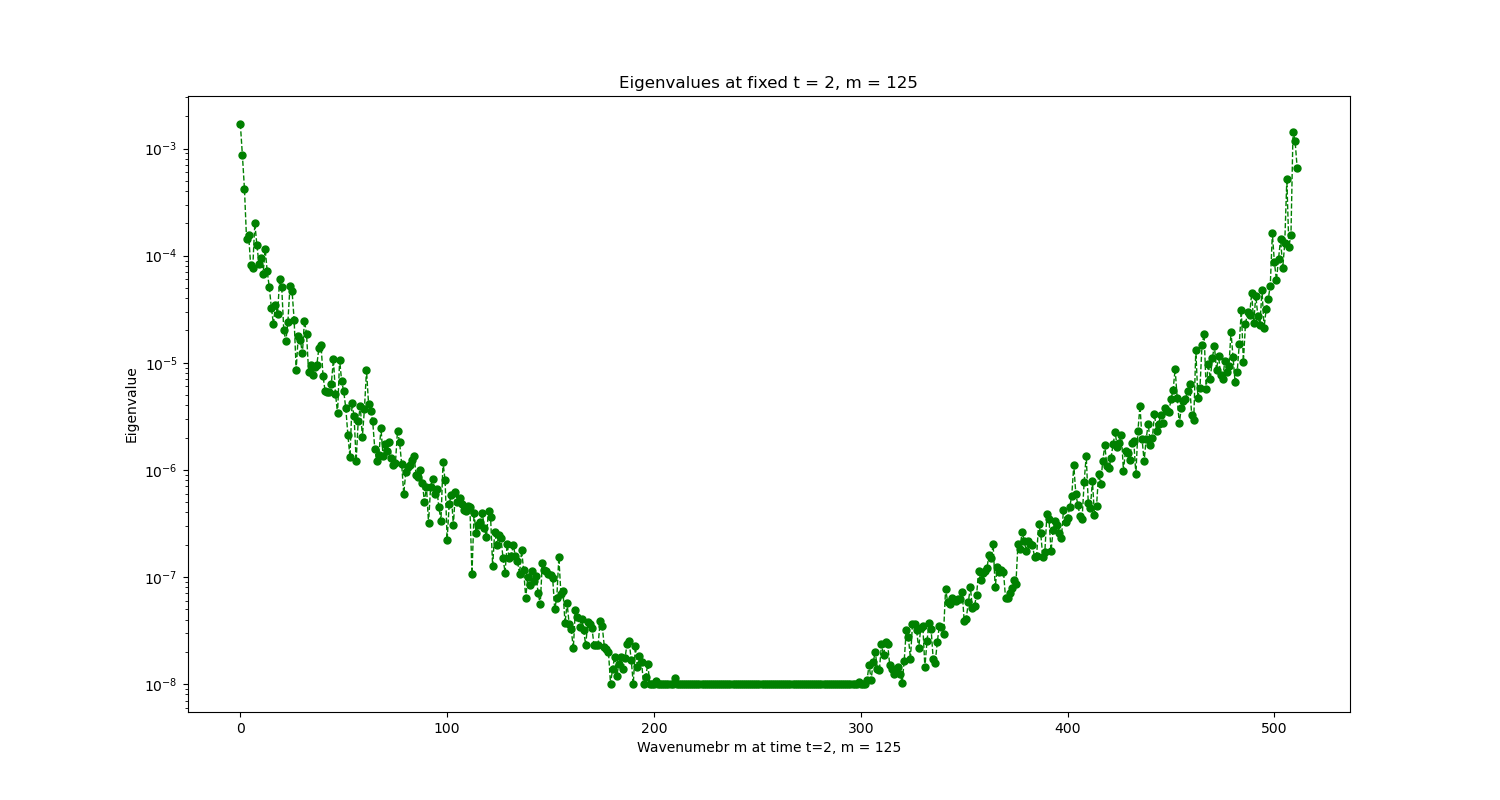 Eigenvalues at fixed t = 2, m = 125
10⁻³
10⁻⁴
10⁻⁵
10⁻⁶
10⁻⁷
10⁻⁸
Eigenvalue
0 100 200 300 400 500
Wavenumebr m at time t=2, m = 125